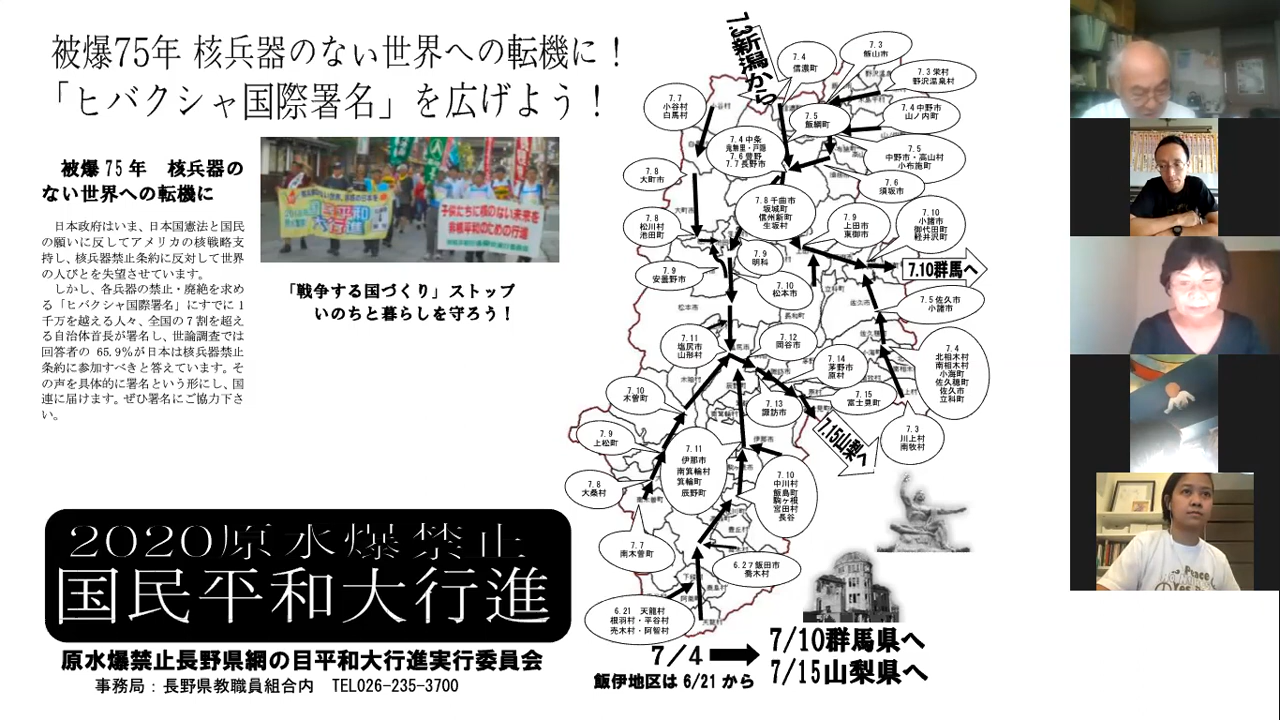 被爆75年 核兵器のない世界への転機に！
「ヒバクシャ国際署名」を広げよう！
被爆75年　核兵器の
ない世界への転機に
日本政府はいま、日本国憲法と国民
の願いに反してアメリカの核戦略支
持し、核兵器禁止条約に反対して世界
の人びとを失望させています。
しかし、各兵器の禁止・廃絶を求め
る「ヒバクシャ国際署名」にすでに1
千万を越える人々、全国の7割を超え
る自治体首長が署名し、世論調査では
回答者の 65.9%が日本は核兵器禁止
条約に参加すべきと答えています。そ
の声を具体的に署名という形にし、国
連に届けます。ぜひ署名にご協力下さ
い。
子供たちに核のない未来を
「戦争する国づくり」ストップ
いのちと暮らしを守ろう！
7.3新潟から
7.4
信濃町
7.3
飯山市
7.3 栄村
野沢温泉村
7.7
小谷村
白馬村
7.5
飯綱町
7.4 中野市
山ノ内町
7.4 中条
鬼無里・戸隠
7.6 豊野
7.7 長野市
7.5
中野市・高山村
小布施町
7.8
大町市
7.6
須坂市
7.8 千曲市
坂城町
信州新町
生坂村
7.8
松川村
池田町
7.9
上田市
東御市
7.10
小諸市
御代田町
軽井沢町
7.9
安曇野市
7.9
明科
7.10群馬へ
7.10
松本市
7.5 佐久市
小諸市
7.11
塩尻市
山形村
7.12
岡谷市
7.14
茅野市
原村
7.4
北相木村
南相木村
小海町
佐久穂町
佐久市
立科町
7.10
木曽町
7.13
諏訪市
7.15
富士見町
7.15山梨へ
7.3
川上村
南牧村
7.9
上松町
7.11
伊那市
南箕輪村
箕輪町
辰野町
7.8
大桑村
7.10
中川村
飯島町
駒ヶ根
宮田村
長谷
7.7
南木曽町
6.27飯田市
喬木村
6.21　天龍村
根羽村・平谷村
売木村・阿智村
2020原水爆禁止
国民平和大行進
原水爆禁止長野県網の目平和大行進実行委員会
事務局：長野県教職員組合内　TEL026-235-3700
7/4
7/10群馬県へ
7/15山梨県へ
飯伊地区は 6/21 から
Peace